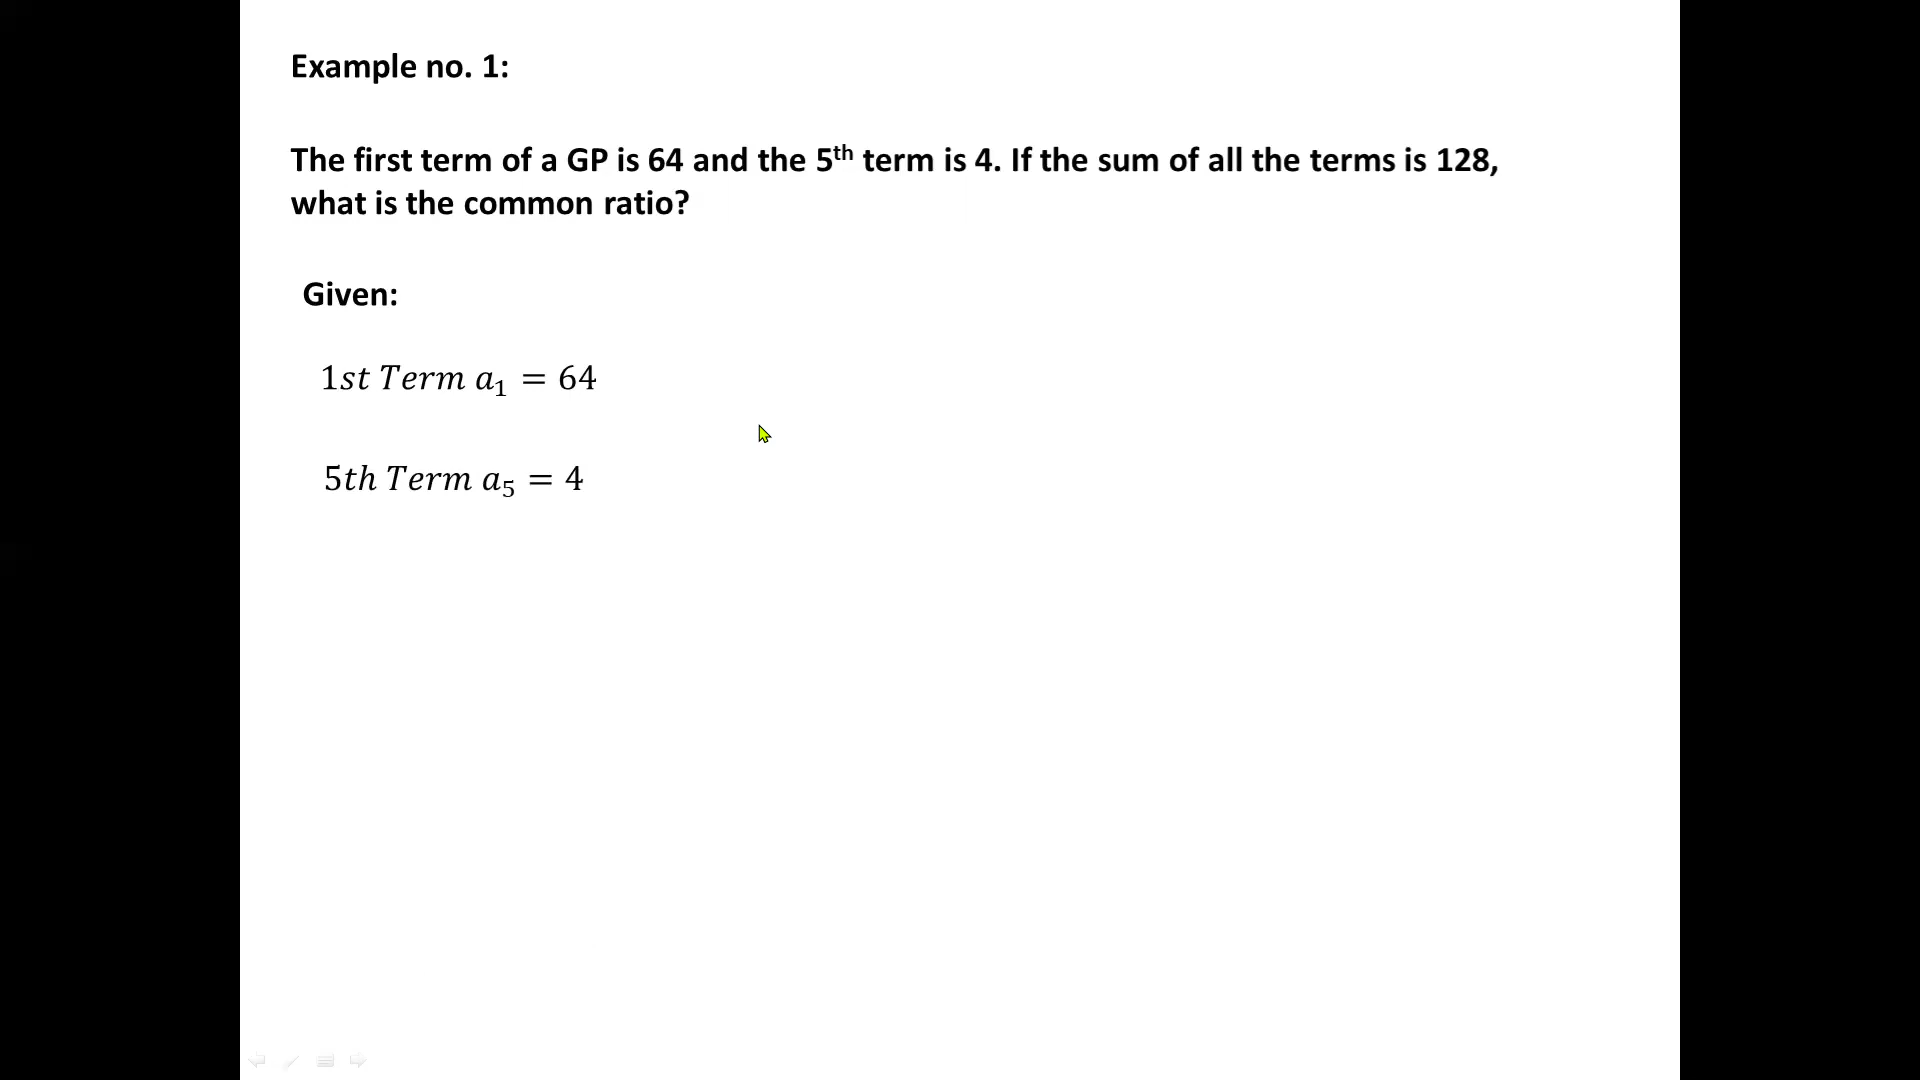 Example no. 1:
The first term of a GP is 64 and the 5th term is 4. If the sum of all the terms is 128,
what is the common ratio?
Given:
1st Term a₁ = 64
5th Term a₅ = 4